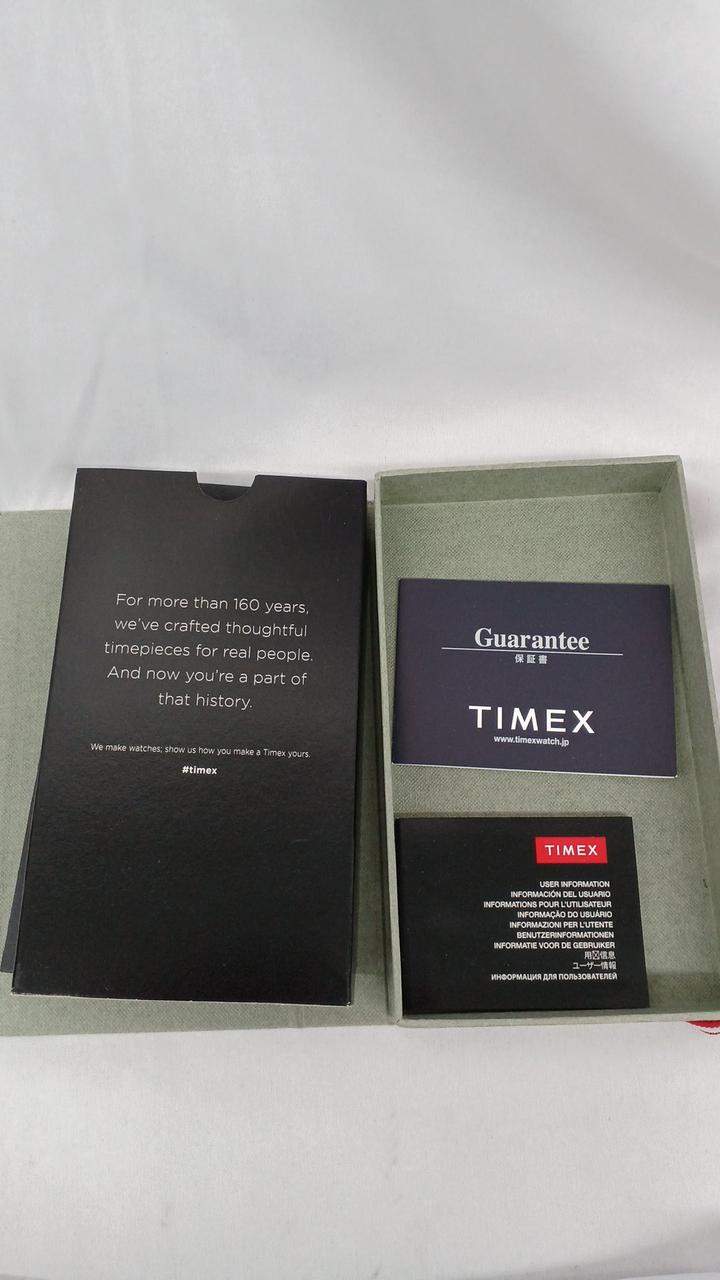 For more than 160 years,
we've crafted thoughtful
timepieces for real people.
And now you're a part of
that history.
We make watches; show us how you make a Timex yours.
#timex
Guarantee
保証書
TIMEX
www.timexwatch.jp
TIMEX
USER INFORMATION
INFORMACIÓN DEL USUARIO
INFORMATIONS POUR L'UTILISATEUR
INFORMAÇÃO DO USUÁRIO
INFORMAZIONI PER L'UTENTE
BENUTZERINFORMATIONEN
INFORMATIE VOOR DE GEBRUIKER
用☒信息
ユーザー情報
ИНФОРМАЦИЯ ДЛЯ ПОЛЬЗОВАТЕЛЕЙ